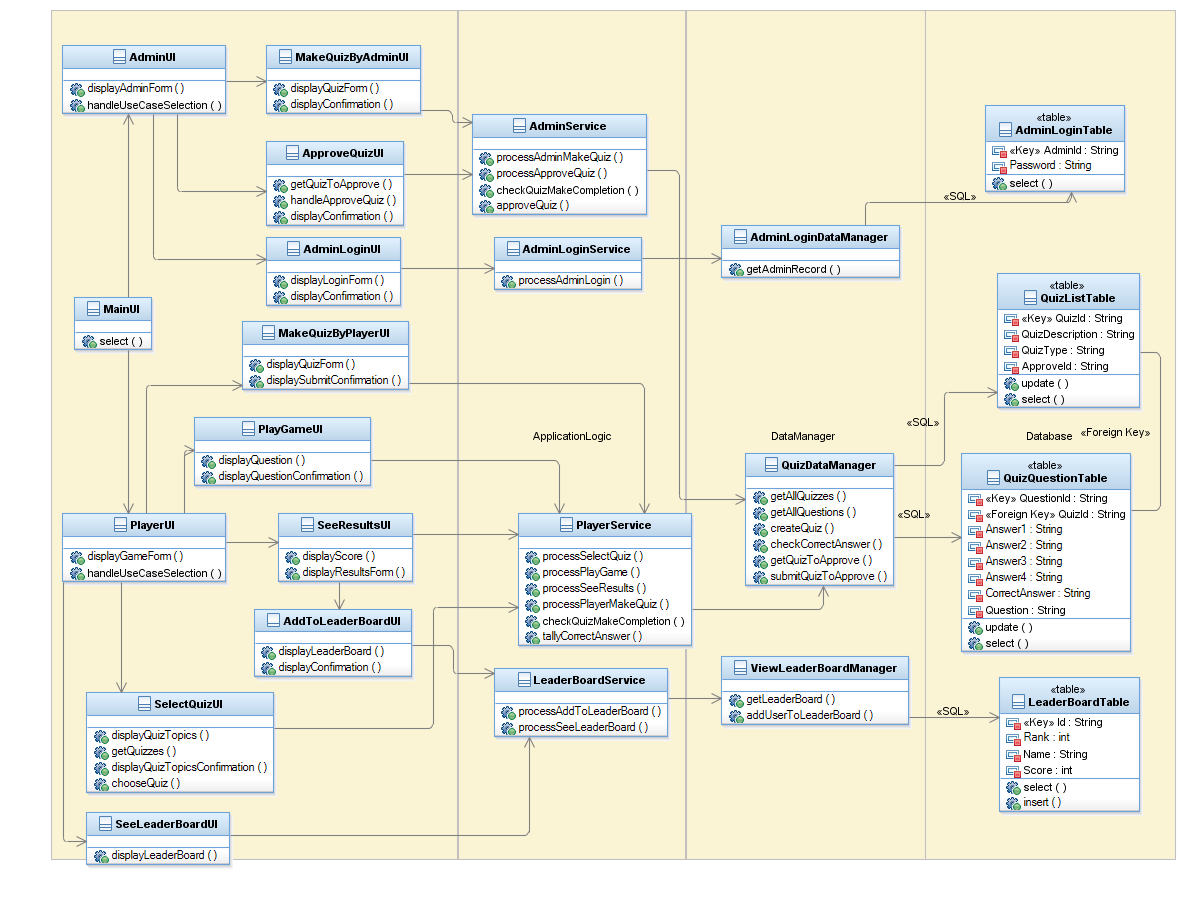 AdminUI
displayAdminForm ( )
handleUseCaseSelection ( )
MakeQuizByAdminUI
displayQuizForm ( )
displayConfirmation ( )
ApproveQuizUI
getQuizToApprove ( )
handleApproveQuiz ( )
displayConfirmation ( )
AdminLoginUI
displayLoginForm ( )
displayConfirmation ( )
MainUI
select ( )
MakeQuizByPlayerUI
displayQuizForm ( )
displaySubmitConfirmation ( )
PlayGameUI
displayQuestion ( )
displayQuestionConfirmation ( )
PlayerUI
displayGameForm ( )
handleUseCaseSelection ( )
SeeResultsUI
displayScore ( )
displayResultsForm ( )
AddToLeaderBoardUI
displayLeaderBoard ( )
displayConfirmation ( )
SelectQuizUI
displayQuizTopics ( )
getQuizzes ( )
displayQuizTopicsConfirmation ( )
chooseQuiz ( )
SeeLeaderBoardUI
displayLeaderBoard ( )
AdminService
processAdminMakeQuiz ( )
processApproveQuiz ( )
checkQuizMakeCompletion ( )
approveQuiz ( )
AdminLoginService
processAdminLogin ( )
ApplicationLogic
PlayerService
processSelectQuiz ( )
processPlayGame ( )
processSeeResults ( )
processPlayerMakeQuiz ( )
checkQuizMakeCompletion ( )
tallyCorrectAnswer ( )
LeaderBoardService
processAddToLeaderBoard ( )
processSeeLeaderBoard ( )
AdminLoginDataManager
getAdminRecord ( )
DataManager
QuizDataManager
getAllQuizzes ( )
getAllQuestions ( )
createQuiz ( )
checkCorrectAnswer ( )
getQuizToApprove ( )
submitQuizToApprove ( )
ViewLeaderBoardManager
getLeaderBoard ( )
addUserToLeaderBoard ( )
«SQL»
«SQL»
«SQL»
«SQL»
«table»
AdminLoginTable
«Key» AdminId : String
Password : String
select ( )
«table»
QuizListTable
«Key» QuizId : String
QuizDescription : String
QuizType : String
ApproveId : String
update ( )
select ( )
Database
«Foreign Key»
«table»
QuizQuestionTable
«Key» QuestionId : String
«Foreign Key» QuizId : String
Answer1 : String
Answer2 : String
Answer3 : String
Answer4 : String
CorrectAnswer : String
Question : String
update ( )
select ( )
«table»
LeaderBoardTable
«Key» Id : String
Rank : int
Name : String
Score : int
select ( )
insert ( )